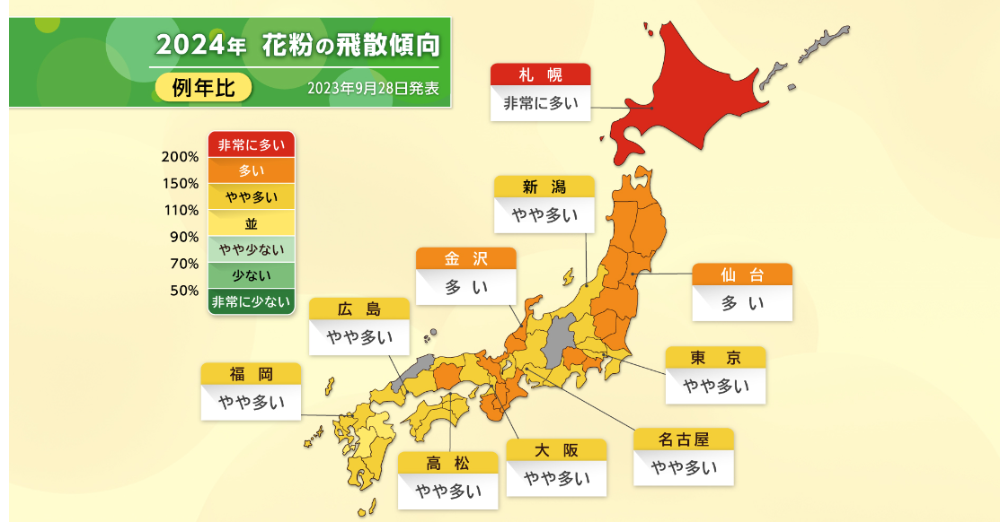 2024年 花粉の飛散傾向
例年比
2023年9月28日発表
非常に多い
200%
多い
150%
やや多い
110%
並
90%
やや少ない
70%
少ない
50%
非常に少ない
札幌
非常に多い
新潟
やや多い
金沢
多い
仙台
多い
広島
やや多い
東京
やや多い
福岡
やや多い
名古屋
やや多い
大阪
やや多い
高松
やや多い